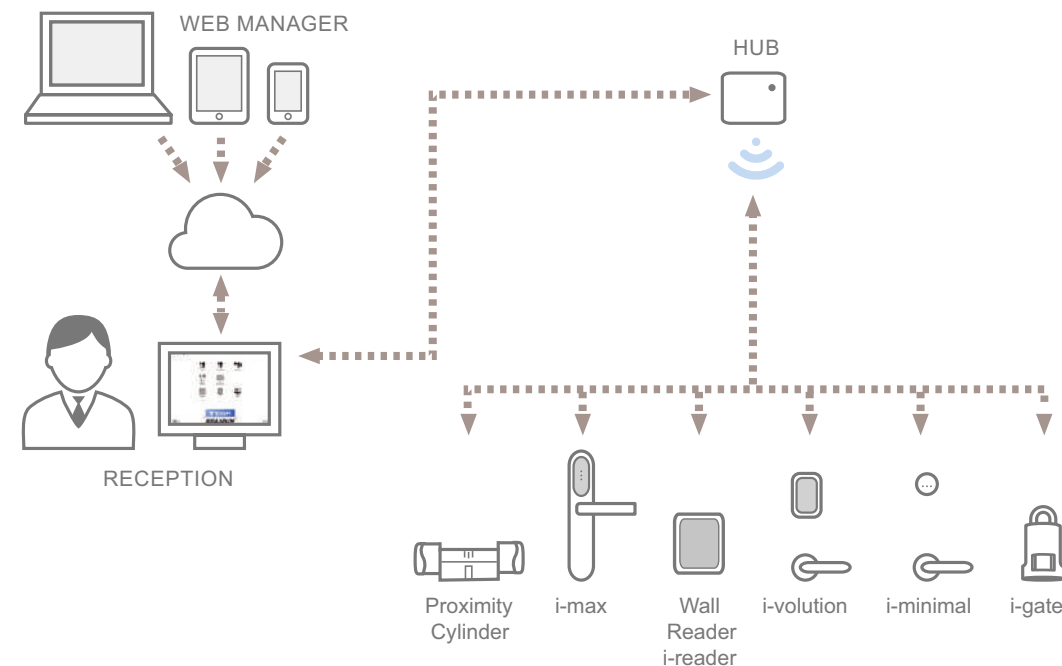 WEB MANAGER
HUB
RECEPTION
Proximity
Cylinder
i-max
Wall
Reader
i-reader
i-volution
i-minimal
i-gate